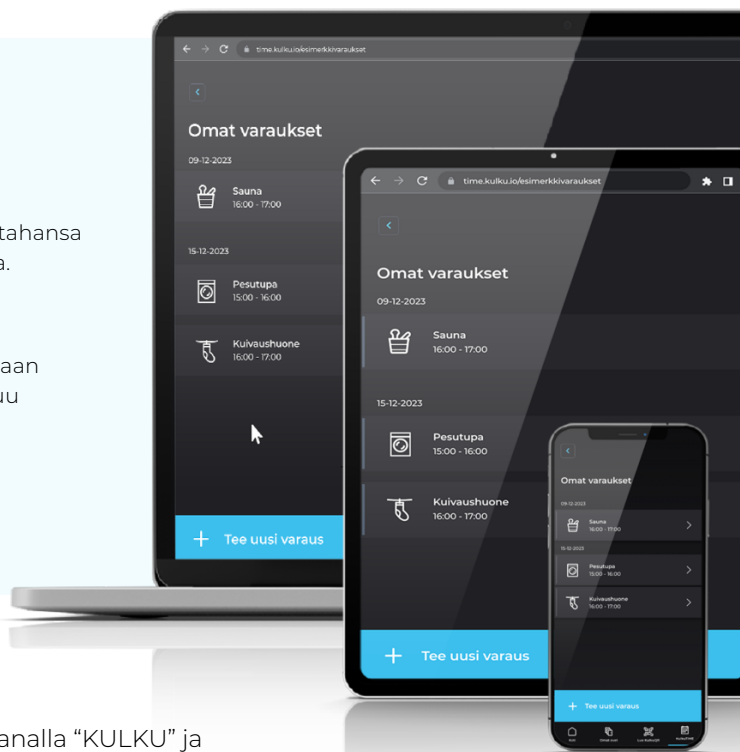 tahansa
a.
aan
uu
time.kulku.io/esimerkkivaraukset
Omat varaukset
09-12-2023
Sauna
16:00 - 17:00
15-12-2023
Pesutupa
15:00 - 16:00
Kuivaushuone
16:00 - 17:00
Tee uusi varaus
time.kulku.io/esimerkkivaraukset
Omat varaukset
09-12-2023
Sauna
16:00 - 17:00
15-12-2023
Pesutupa
15:00 - 16:00
Kuivaushuone
16:00 - 17:00
Tee uusi varaus
Omat varaukset
09-12-2023
Sauna
16:00 - 17:00
15-12-2023
Pesutupa
15:00 - 16:00
Kuivaushuone
16:00 - 17:00
Tee uusi varaus
analla “KULKU” ja